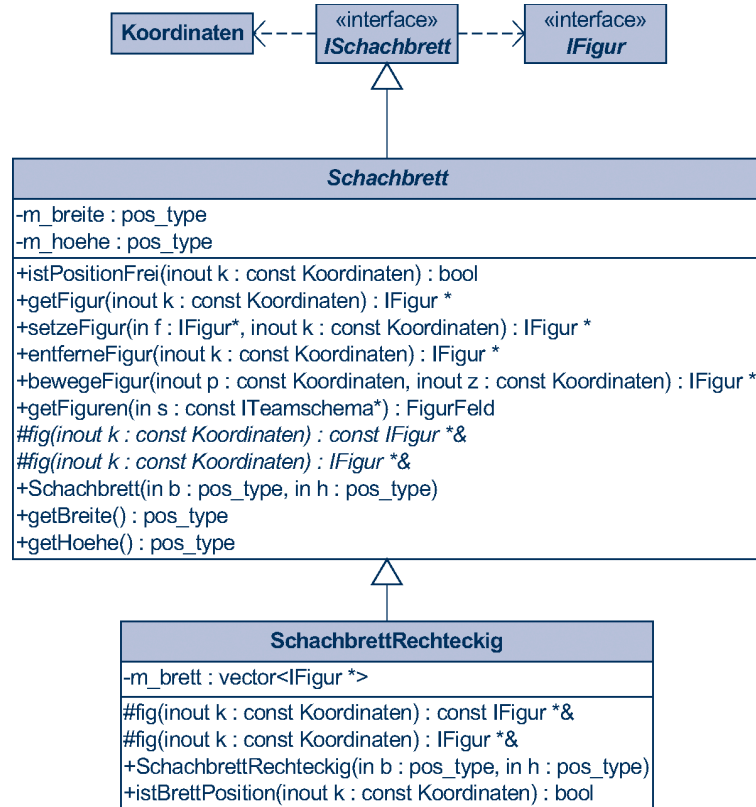 Koordinaten
«interface»
ISchachbrett
«interface»
IFigur
Schachbrett
-m_breite : pos_type
-m_hoehe : pos_type
+istPositionFrei(inout k : const Koordinaten) : bool
+getFigur(inout k : const Koordinaten) : IFigur *
+setzeFigur(in f : IFigur*, inout k : const Koordinaten) : IFigur *
+entferneFigur(inout k : const Koordinaten) : IFigur *
+bewegeFigur(inout p : const Koordinaten, inout z : const Koordinaten) : IFigur *
+getFiguren(in s : const ITeamschema*) : FigurFeld
#fig(inout k : const Koordinaten) : const IFigur *&
#fig(inout k : const Koordinaten) : IFigur *&
+Schachbrett(in b : pos_type, in h : pos_type)
+getBreite() : pos_type
+getHoehe() : pos_type
SchachbrettRechteckig
-m_brett : vector<IFigur *>
#fig(inout k : const Koordinaten) : const IFigur *&
#fig(inout k : const Koordinaten) : IFigur *&
+SchachbrettRechteckig(in b : pos_type, in h : pos_type)
+istBrettPosition(inout k : const Koordinaten) : bool